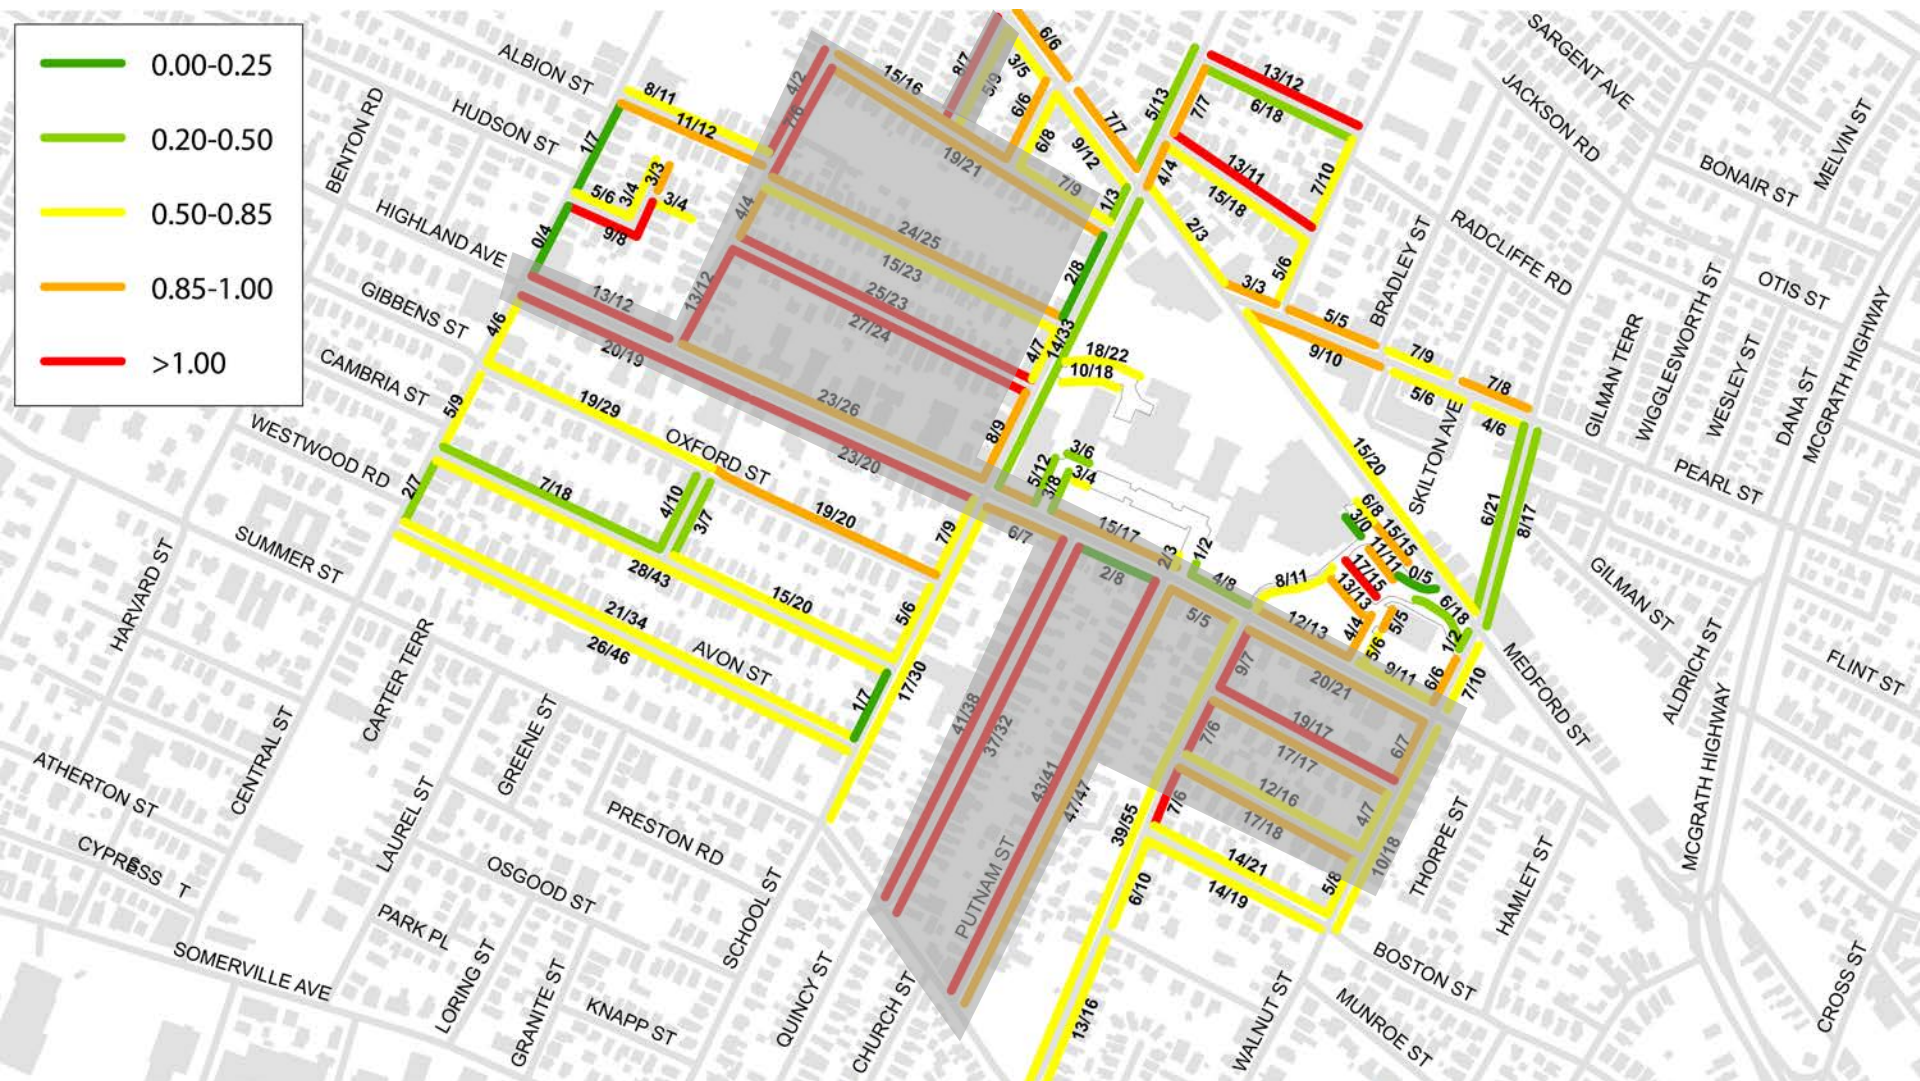 0.00-0.25
0.20-0.50
0.50-0.85
0.85-1.00
>1.00
ALBION ST
HUDSON ST
BENTON RD
HIGHLAND AVE
GIBBENS ST
CAMBRIA ST
WESTWOOD RD
SUMMER ST
HARVARD ST
CENTRAL ST
CARTER TERR
ATHERTON ST
CYPRESS T
S
LAUREL ST
GREENE ST
PRESTON RD
OSGOOD ST
PARK PL
LORING ST
GRANITE ST
KNAPP ST
SOMERVILLE AVE
SCHOOL ST
QUINCY ST
CHURCH ST
PUTNAM ST
OXFORD ST
AVON ST
WALNUT ST
BOSTON ST
MUNROE ST
THORPE ST
HAMLET ST
CROSS ST
MCGRATH HIGHWAY
ALDRICH ST
FLINT ST
MEDFORD ST
GILMAN ST
PEARL ST
SKILTON AVE
BRADLEY ST
RADCLIFFE RD
GILMAN TERR
WIGGLESWORTH ST
WESLEY ST
DANA ST
MCGRATH HIGHWAY
OTIS ST
BONAIR ST
MELVIN ST
JACKSON RD
SARGENT AVE
8/11
11/12
1/7
5/6
3/4
3/3
3/4
9/8
0/4
13/12
20/19
4/6
5/9
19/29
2/7
7/18
4/10
3/7
28/43
15/20
21/34
26/46
19/20
7/9
5/6
1/7
17/30
23/20
23/26
13/12
4/2
7/6
15/16
19/21
4/4
24/25
15/23
25/23
27/24
8/7
5/9
3/5
6/6
6/6
6/8
9/12
7/9
7/7
5/13
1/3
2/8
4/7
14/33
8/9
7/7
13/12
6/18
4/4
13/11
15/18
7/10
2/3
5/6
3/3
5/5
9/10
7/9
5/6
7/8
4/6
18/22
10/18
5/12
3/6
3/8
3/4
15/17
6/7
2/3
1/2
2/8
4/8
5/5
8/11
12/13
15/20
6/21
8/17
6/8
3/0
15/15
11/11
17/15
13/13
0/5
6/18
4/4
5/5
5/6
1/2
9/11
6/6
7/10
41/38
37/32
43/41
47/47
39/55
9/7
20/21
19/17
6/7
7/6
17/17
12/16
4/7
17/18
7/6
10/18
14/21
14/19
5/8
6/10
13/16